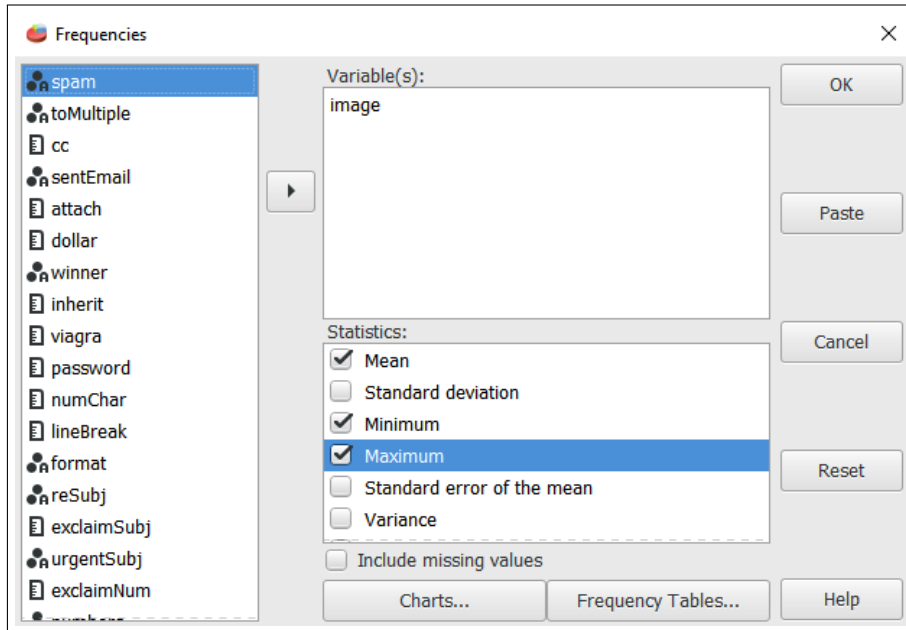 Frequencies
spam
toMultiple
cc
sentEmail
attach
dollar
winner
inherit
viagra
password
numChar
lineBreak
format
reSubj
exclaimSubj
urgentSubj
exclaimNum
Variable(s):
image
Statistics:
Mean
Standard deviation
Minimum
Maximum
Standard error of the mean
Variance
Include missing values
Charts...
Frequency Tables...
OK
Paste
Cancel
Reset
Help